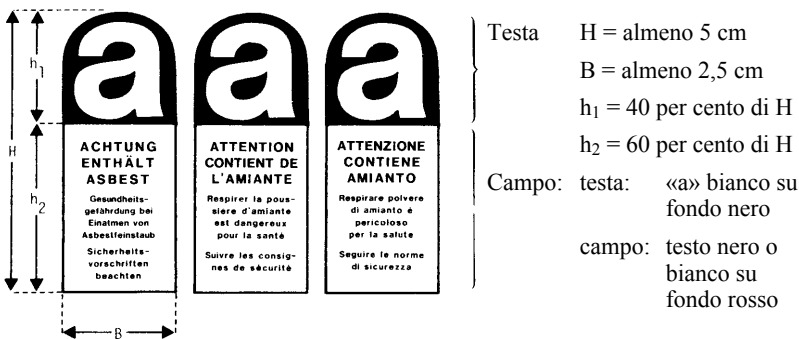 H
h1
h2
B
a
ACHTUNG
ENTHÄLT
ASBEST
Gesundheits-
gefährdung bei
Einatmen von
Asbestfeinstaub
Sicherheits-
vorschriften
beachten
a
ATTENTION
CONTIENT DE
L'AMIANTE
Respirer la pous-
siere d'amiante
est dangereux
pour la santé
Suivre les consig-
nes de sécurité
a
ATTENZIONE
CONTIENE
AMIANTO
Respirare polvere
di amianto é
pericoloso
per la salute
Seguire le norme
di sicurezza
Testa H = almeno 5 cm
B = almeno 2,5 cm
h1 = 40 per cento di H
h2 = 60 per cento di H
Campo: testa: «a» bianco su
fondo nero
campo: testo nero o
bianco su
fondo rosso